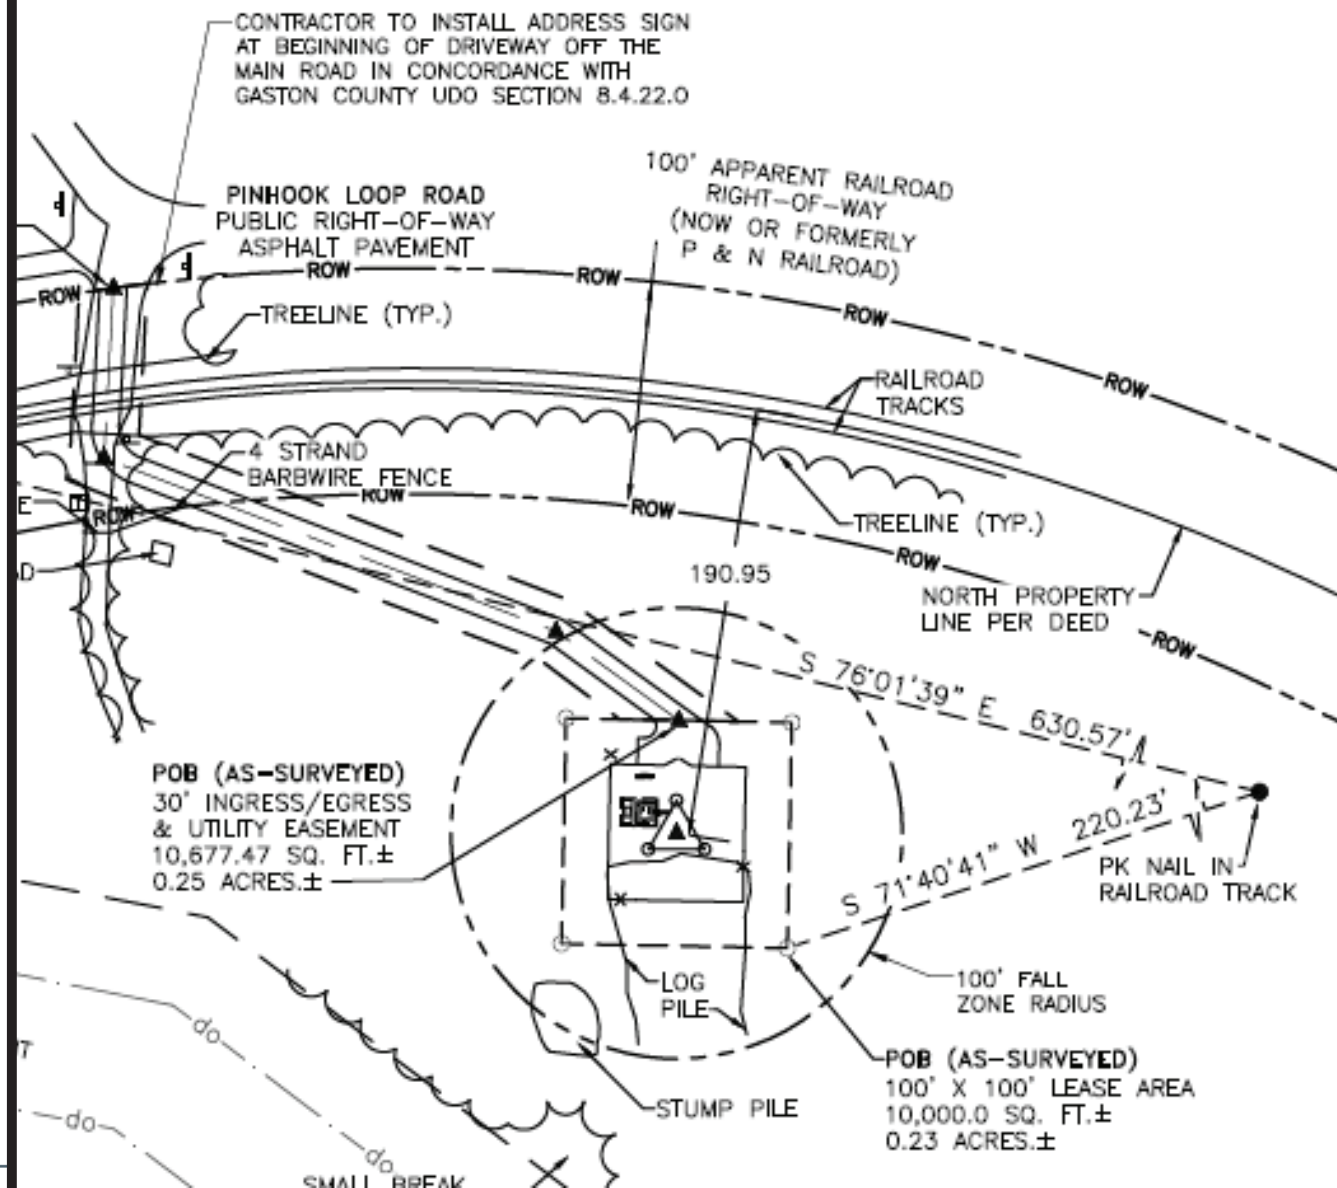 CONTRACTOR TO INSTALL ADDRESS SIGN
AT BEGINNING OF DRIVEWAY OFF THE
MAIN ROAD IN CONCORDANCE WITH
GASTON COUNTY UDO SECTION 8.4.22.O
100' APPARENT RAILROAD
RIGHT-OF-WAY
(NOW OR FORMERLY
P & N RAILROAD)
PINHOOK LOOP ROAD
PUBLIC RIGHT-OF-WAY
ASPHALT PAVEMENT
ROW
ROW
ROW
ROW
ROW
TREELINE (TYP.)
RAILROAD
TRACKS
4 STRAND
BARBWIRE FENCE
ROW
ROW
ROW
E
TREELINE (TYP.)
ROW
D
190.95
NORTH PROPERTY
LINE PER DEED
ROW
S 76°01'39" E 630.57'
POB (AS-SURVEYED)
30' INGRESS/EGRESS
& UTILITY EASEMENT
10,677.47 SQ. FT.±
0.25 ACRES.±
S 71°40'41" W 220.23'
PK NAIL IN
RAILROAD TRACK
LOG
PILE
100' FALL
ZONE RADIUS
do
T
POB (AS-SURVEYED)
100' X 100' LEASE AREA
10,000.0 SQ. FT.±
0.23 ACRES.±
STUMP PILE
do
do
SMALL BREAK